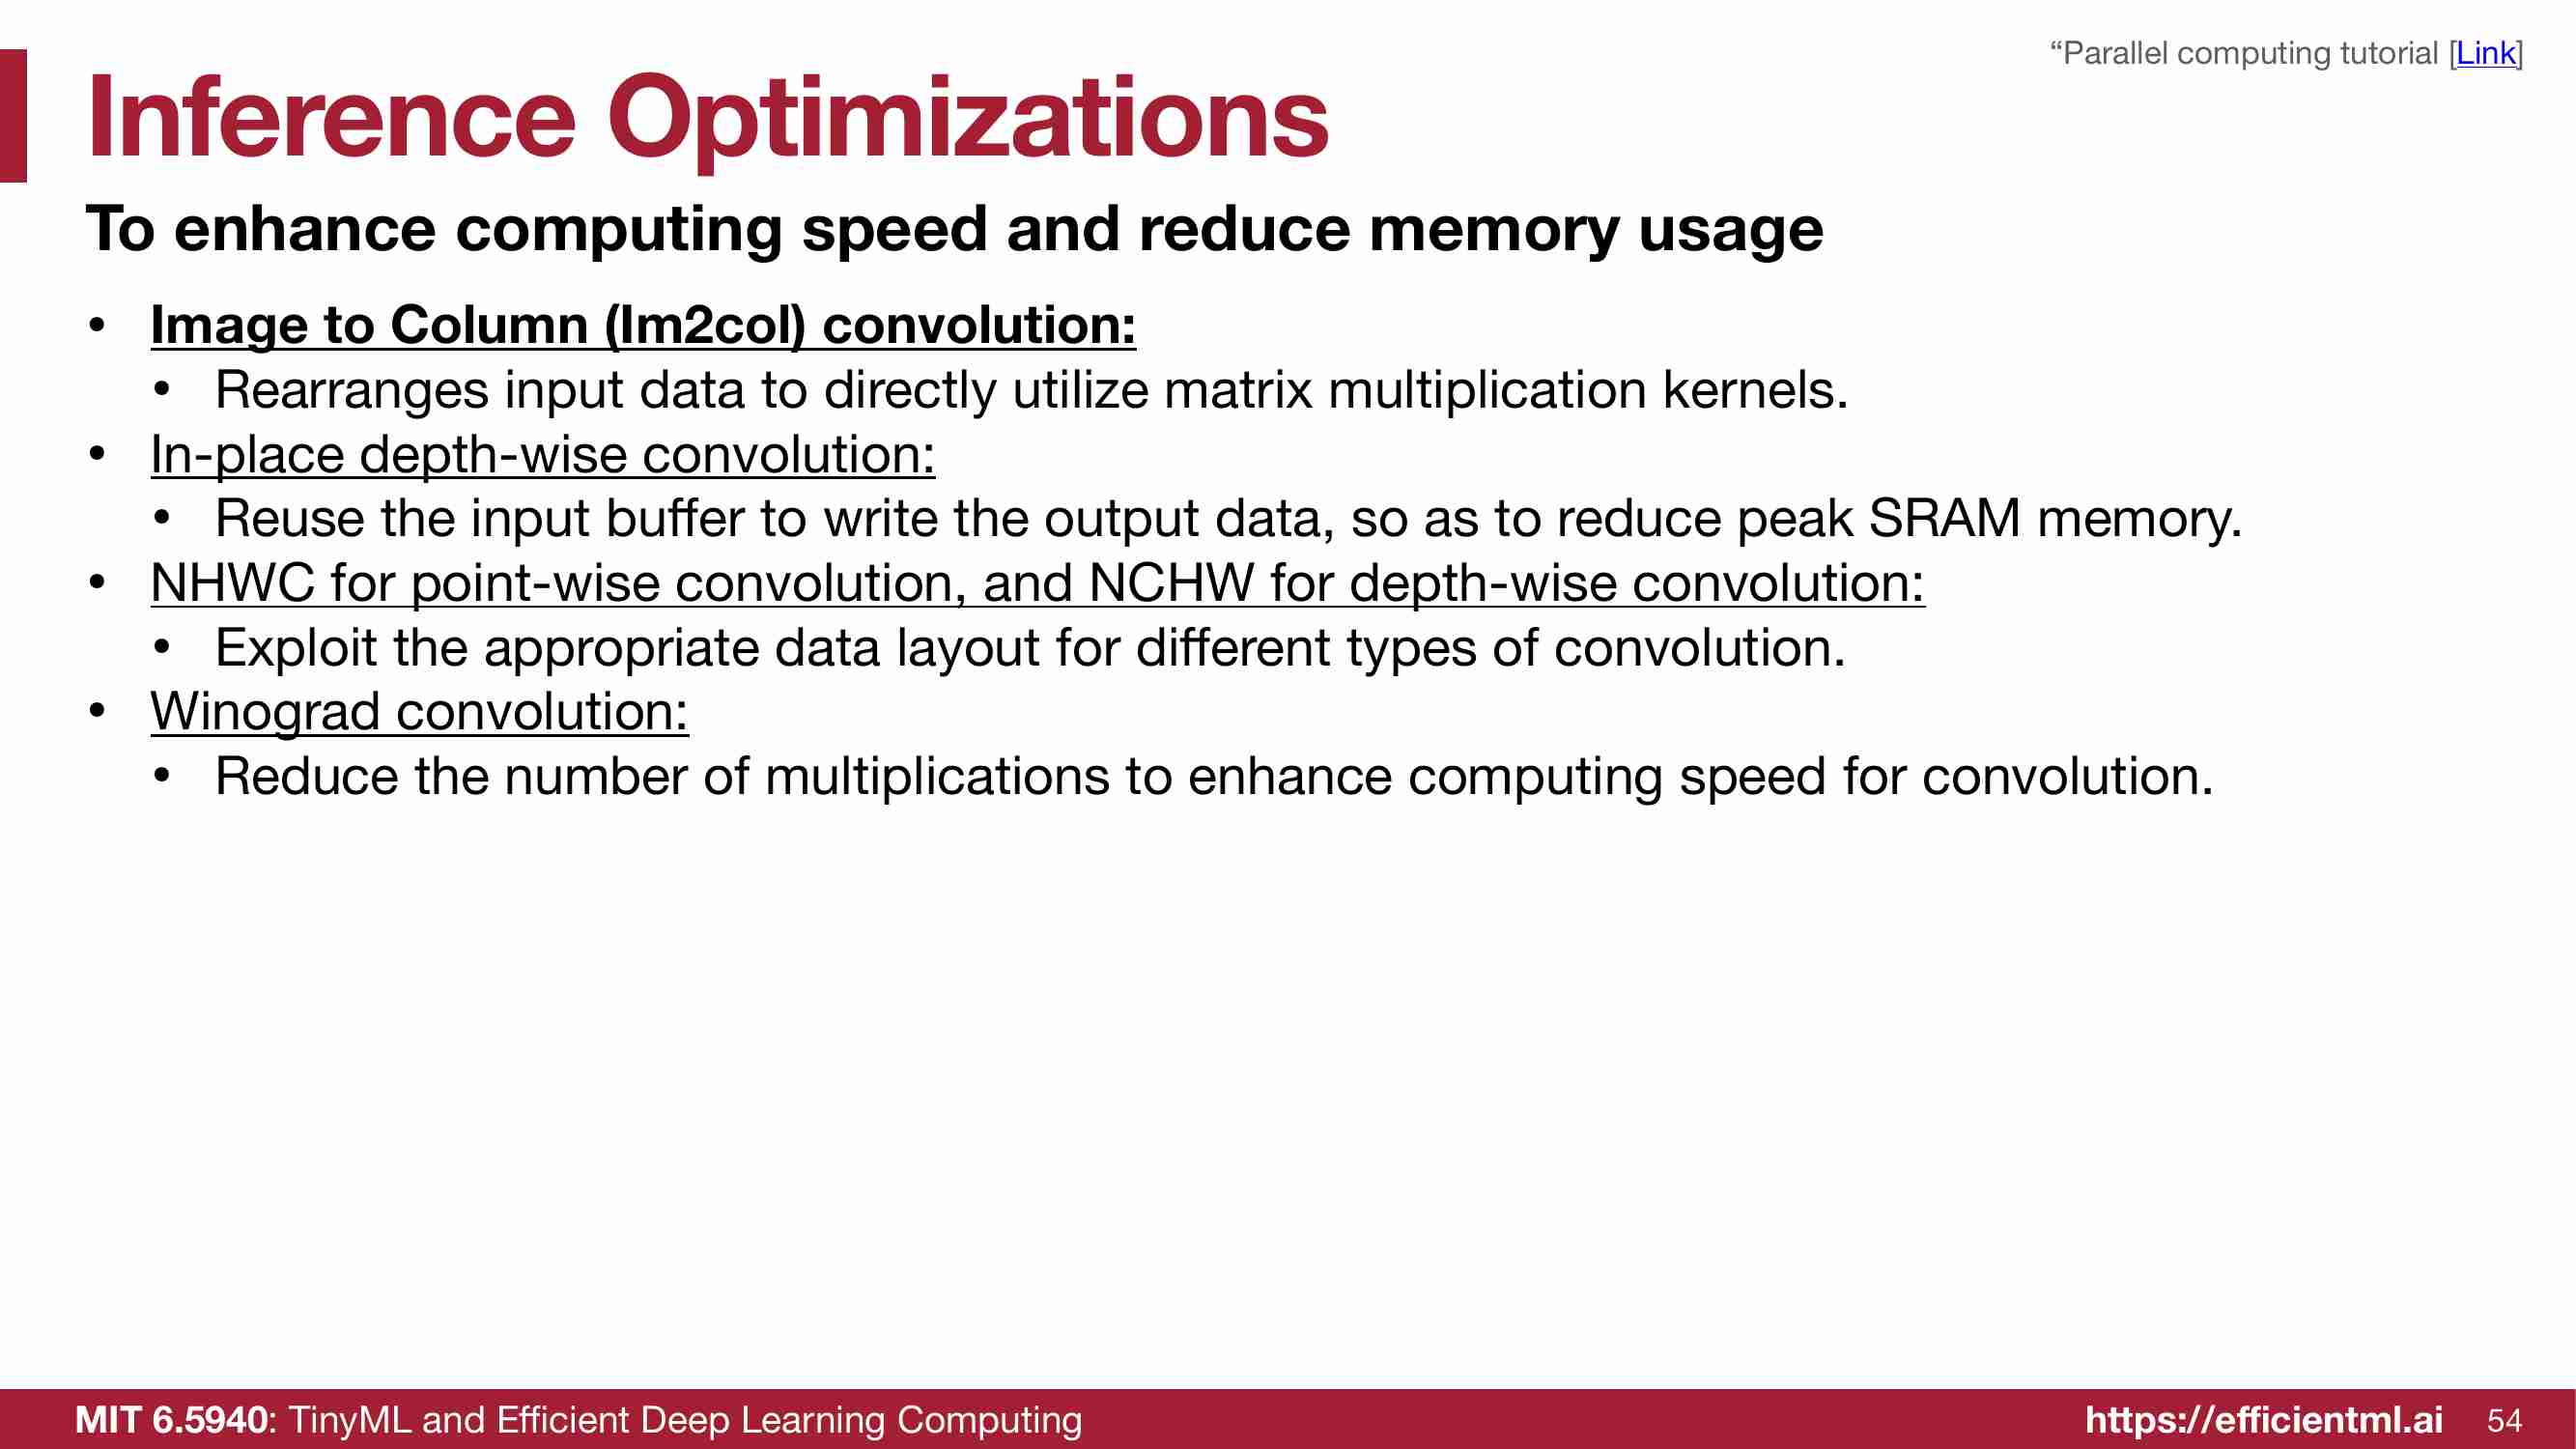 “Parallel computing tutorial [Link]
Inference Optimizations
To enhance computing speed and reduce memory usage
• Image to Column (Im2col) convolution:
• Rearranges input data to directly utilize matrix multiplication kernels.
• In-place depth-wise convolution:
• Reuse the input buffer to write the output data, so as to reduce peak SRAM memory.
• NHWC for point-wise convolution, and NCHW for depth-wise convolution:
• Exploit the appropriate data layout for different types of convolution.
• Winograd convolution:
• Reduce the number of multiplications to enhance computing speed for convolution.
MIT 6.5940: TinyML and Efficient Deep Learning Computing
https://efficientml.ai 54